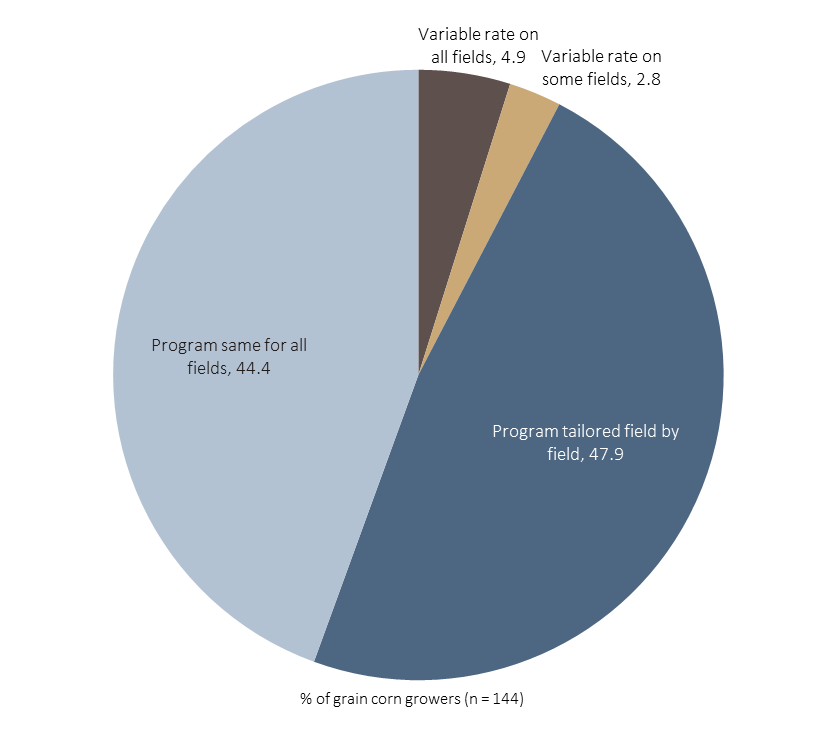 Variable rate on
all fields, 4.9
Variable rate on
some fields, 2.8
Program same for all
fields, 44.4
Program tailored field by
field, 47.9
% of grain corn growers (n = 144)